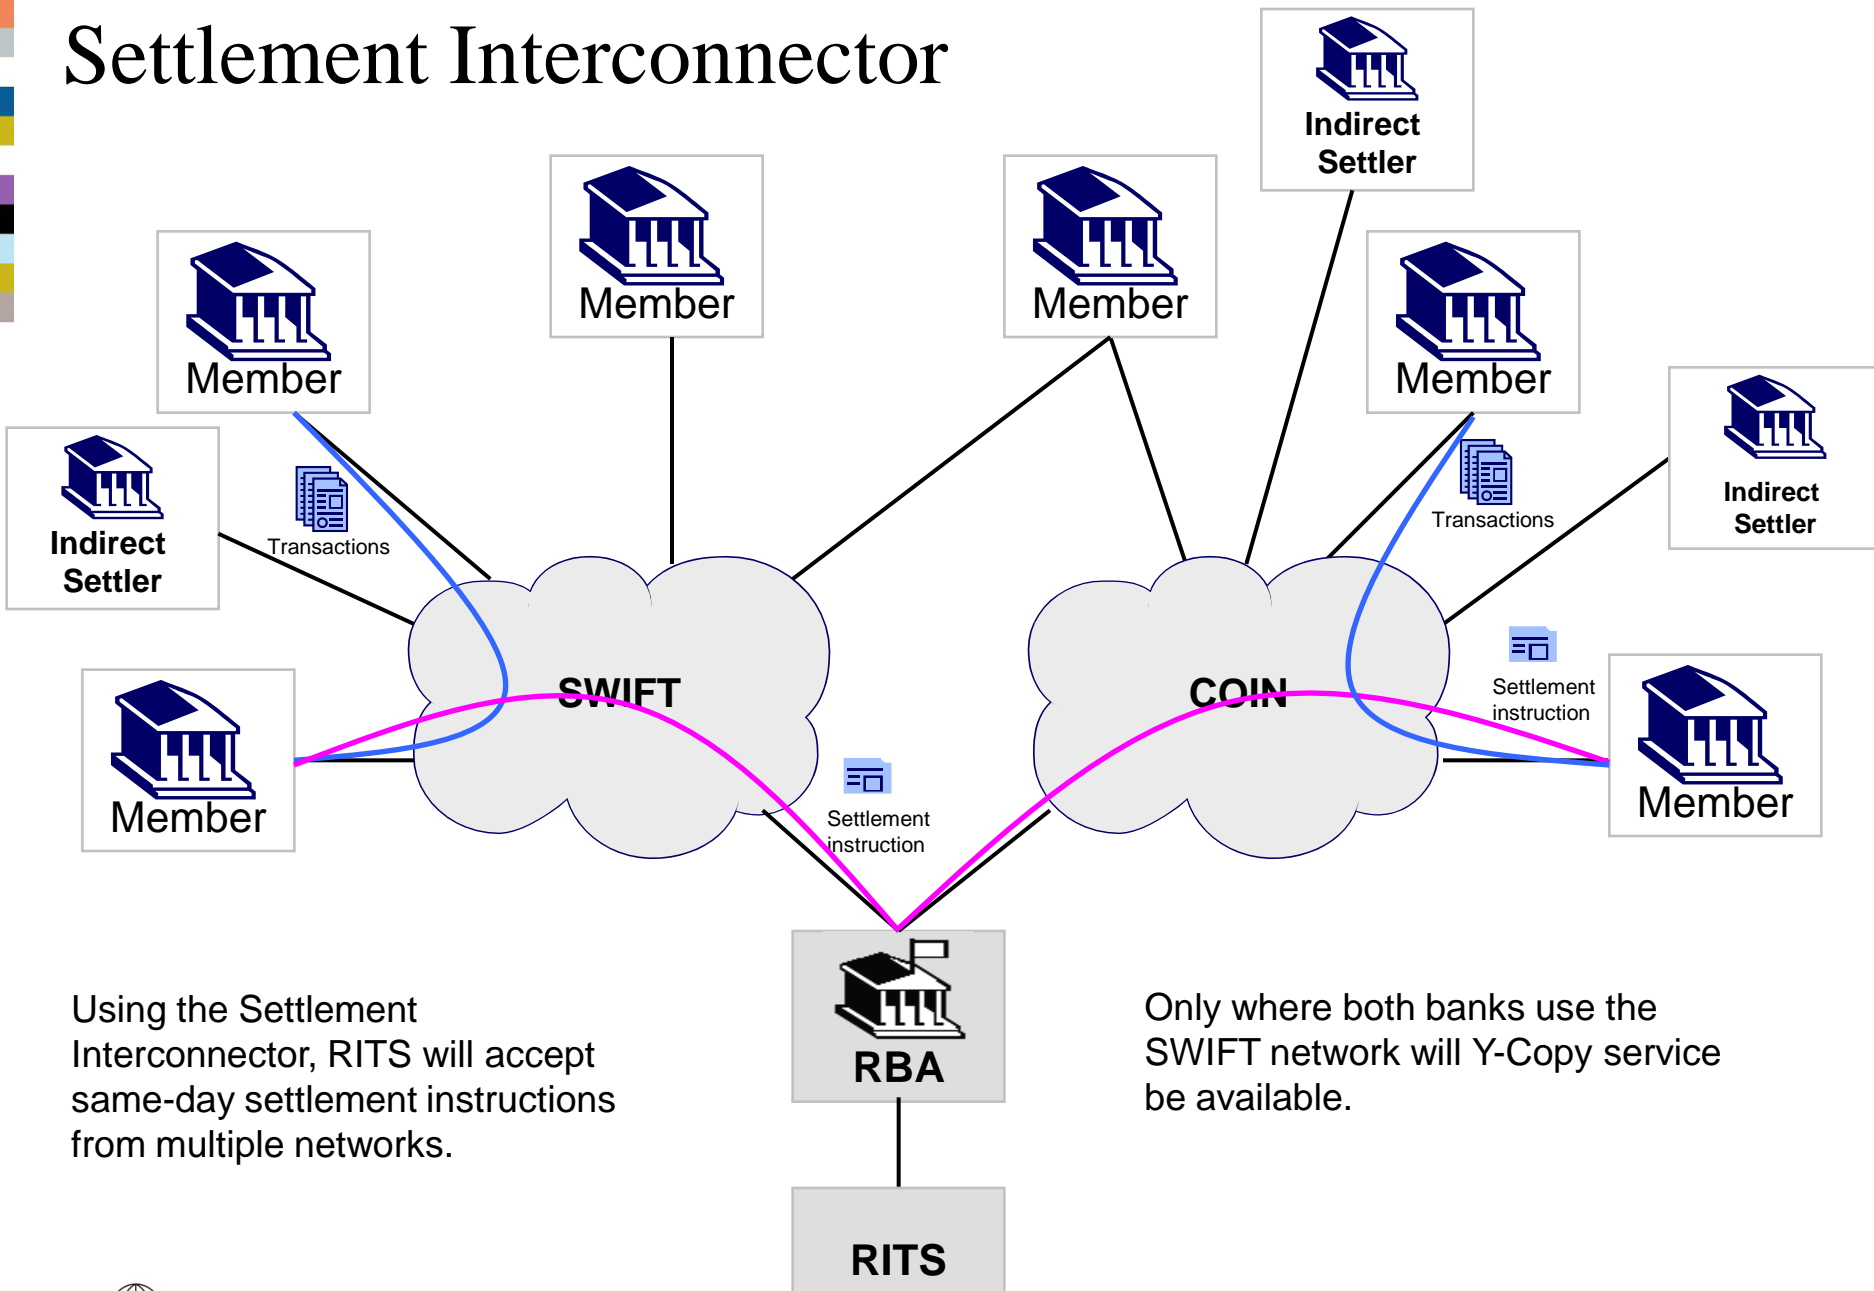 Settlement Interconnector
Indirect
Settler
Member
Member
Member
Member
Indirect
Settler
Transactions
Transactions
Indirect
Settler
Member
SWIFT
COIN
Settlement
instruction
Member
Settlement
instruction
RBA
Using the Settlement
Interconnector, RITS will accept
same-day settlement instructions
from multiple networks.
Only where both banks use the
SWIFT network will Y-Copy service
be available.
RITS